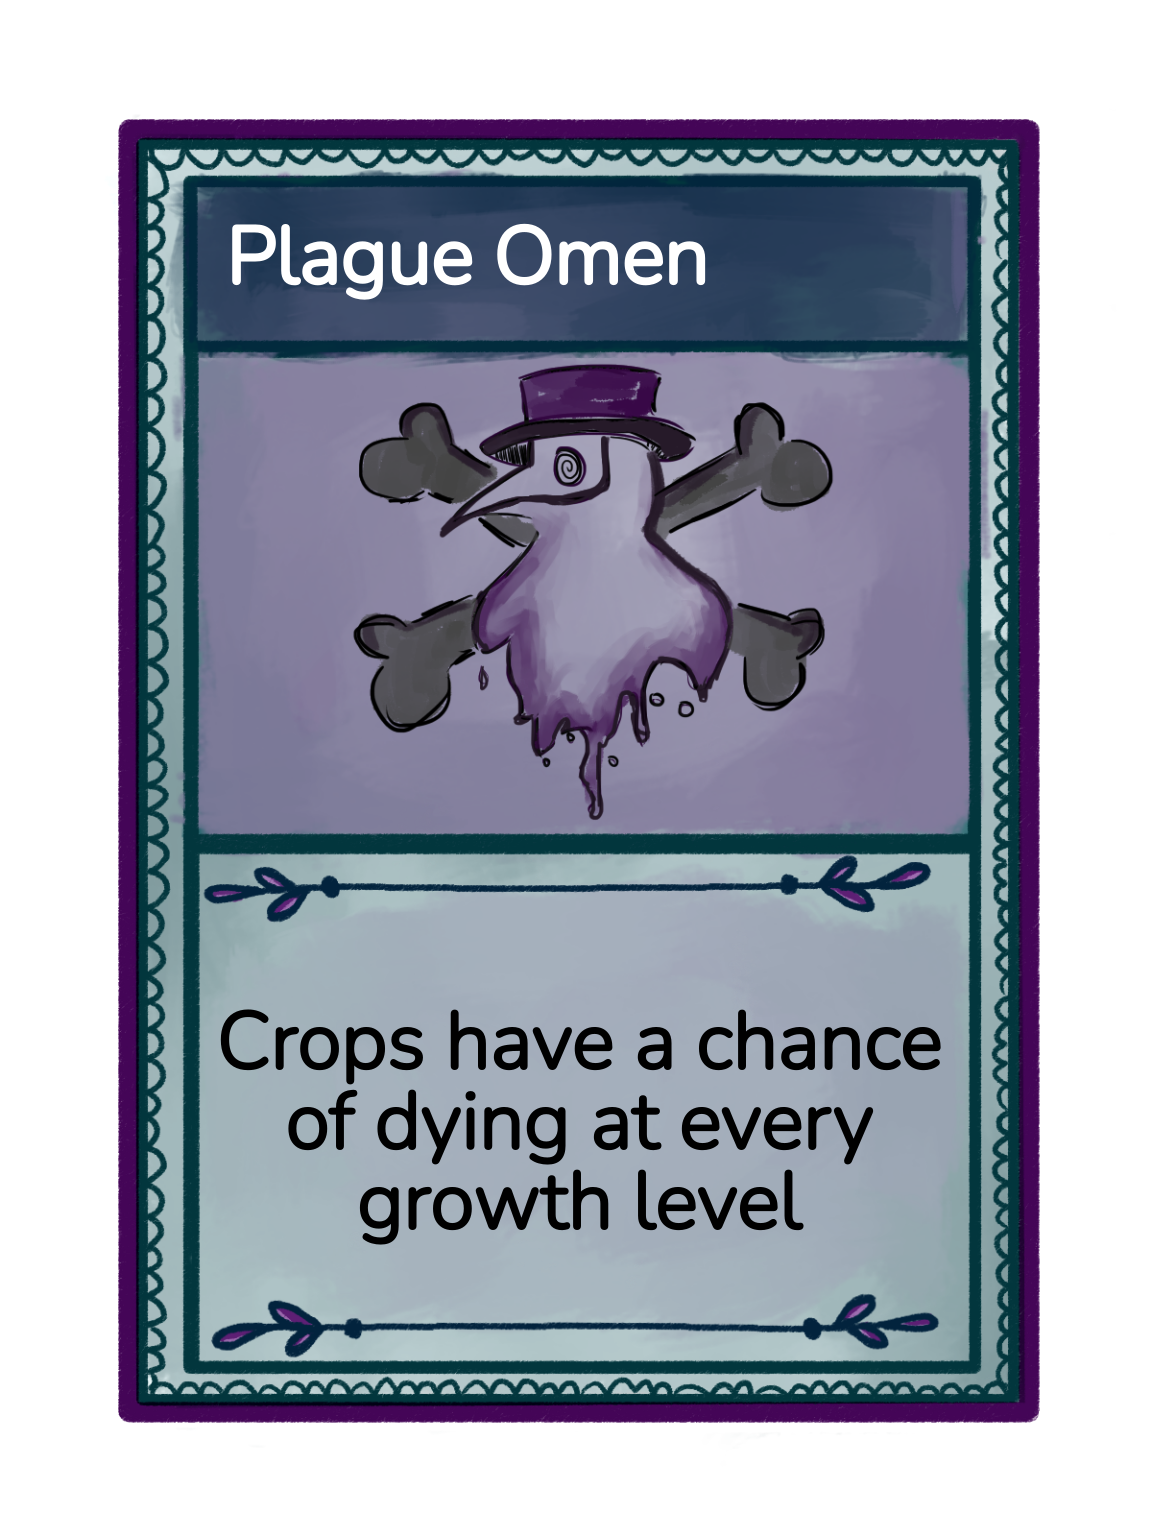 Plague Omen
Crops have a chance
of dying at every
growth level